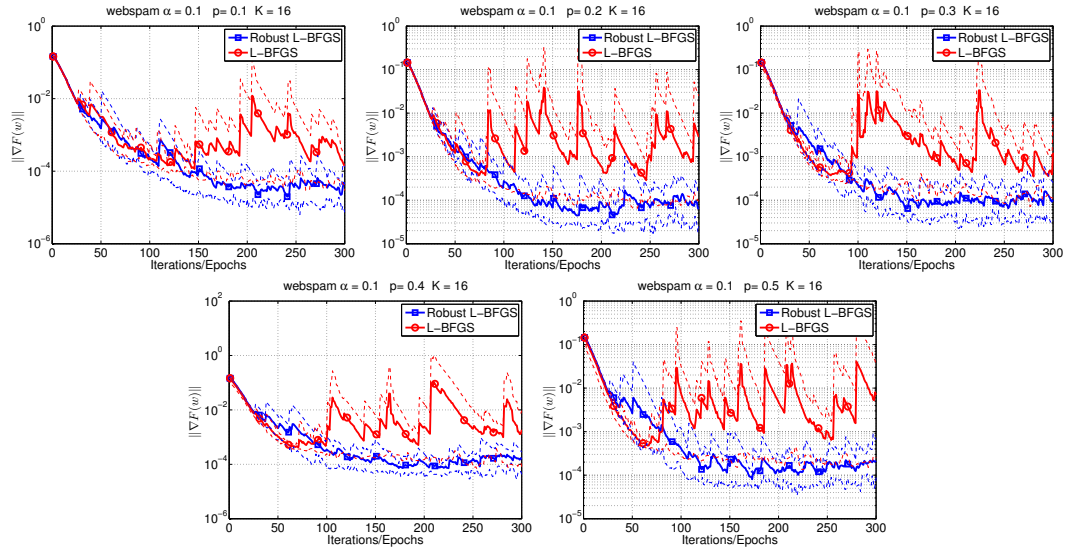 webspam α = 0.1 p= 0.1 K = 16
10^0
10^−2
10^−4
10^−6
||∇F(w)||
0 50 100 150 200 250 300
Iterations/Epochs
Robust L−BFGS
L−BFGS
webspam α = 0.1 p= 0.2 K = 16
10^0
10^−1
10^−2
10^−3
10^−4
10^−5
||∇F(w)||
0 50 100 150 200 250 300
Iterations/Epochs
Robust L−BFGS
L−BFGS
webspam α = 0.1 p= 0.3 K = 16
10^0
10^−1
10^−2
10^−3
10^−4
10^−5
||∇F(w)||
0 50 100 150 200 250 300
Iterations/Epochs
Robust L−BFGS
L−BFGS
webspam α = 0.1 p= 0.4 K = 16
10^2
10^0
10^−2
10^−4
10^−6
||∇F(w)||
0 50 100 150 200 250 300
Iterations/Epochs
Robust L−BFGS
L−BFGS
webspam α = 0.1 p= 0.5 K = 16
10^0
10^−1
10^−2
10^−3
10^−4
10^−5
||∇F(w)||
0 50 100 150 200 250 300
Iterations/Epochs
Robust L−BFGS
L−BFGS